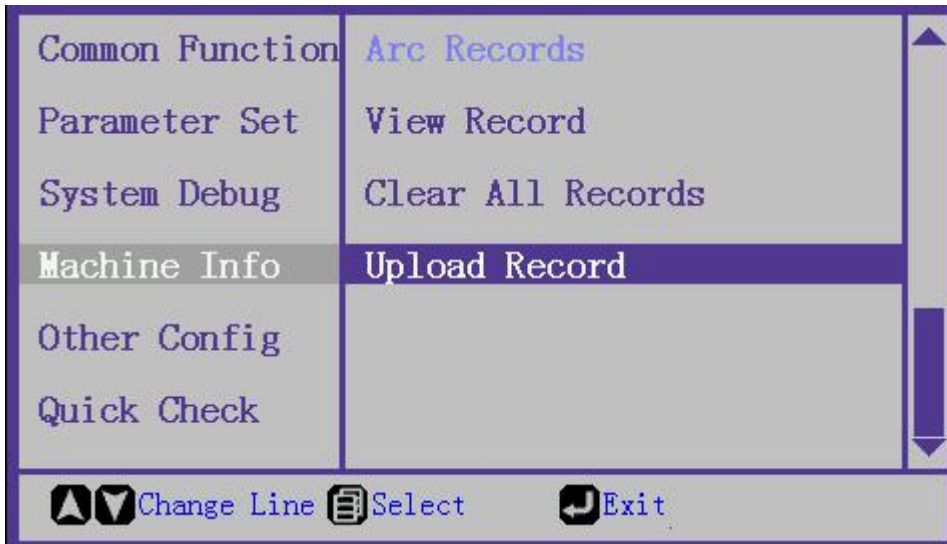 Common Function Arc Records
Parameter Set View Record
System Debug Clear All Records
Machine Info Upload Record
Other Config
Quick Check
Change Line Select Exit